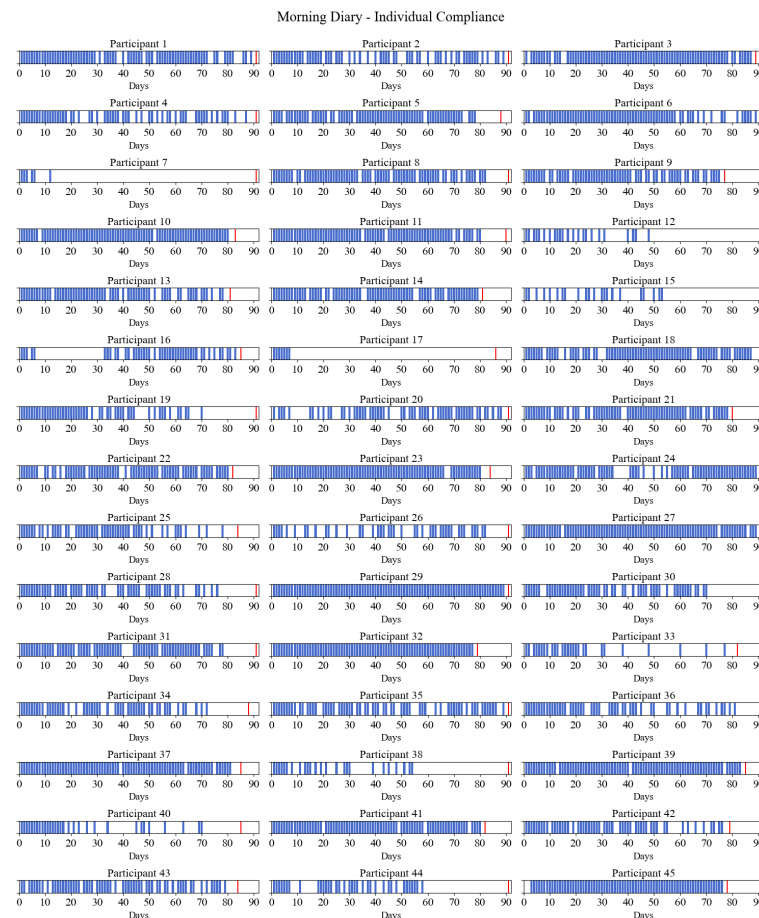 Morning Diary - Individual Compliance
Participant 1 Participant 2 Participant 3
0 10 20 30 40 50 60 70 80 90 0 10 20 30 40 50 60 70 80 90 0 10 20 30 40 50 60 70 80 90
Days Days Days
Participant 4 Participant 5 Participant 6
0 10 20 30 40 50 60 70 80 90 0 10 20 30 40 50 60 70 80 90 0 10 20 30 40 50 60 70 80 90
Days Days Days
Participant 7 Participant 8 Participant 9
0 10 20 30 40 50 60 70 80 90 0 10 20 30 40 50 60 70 80 90 0 10 20 30 40 50 60 70 80 90
Days Days Days
Participant 10 Participant 11 Participant 12
0 10 20 30 40 50 60 70 80 90 0 10 20 30 40 50 60 70 80 90 0 10 20 30 40 50 60 70 80 90
Days Days Days
Participant 13 Participant 14 Participant 15
0 10 20 30 40 50 60 70 80 90 0 10 20 30 40 50 60 70 80 90 0 10 20 30 40 50 60 70 80 90
Days Days Days
Participant 16 Participant 17 Participant 18
0 10 20 30 40 50 60 70 80 90 0 10 20 30 40 50 60 70 80 90 0 10 20 30 40 50 60 70 80 90
Days Days Days
Participant 19 Participant 20 Participant 21
0 10 20 30 40 50 60 70 80 90 0 10 20 30 40 50 60 70 80 90 0 10 20 30 40 50 60 70 80 90
Days Days Days
Participant 22 Participant 23 Participant 24
0 10 20 30 40 50 60 70 80 90 0 10 20 30 40 50 60 70 80 90 0 10 20 30 40 50 60 70 80 90
Days Days Days
Participant 25 Participant 26 Participant 27
0 10 20 30 40 50 60 70 80 90 0 10 20 30 40 50 60 70 80 90 0 10 20 30 40 50 60 70 80 90
Days Days Days
Participant 28 Participant 29 Participant 30
0 10 20 30 40 50 60 70 80 90 0 10 20 30 40 50 60 70 80 90 0 10 20 30 40 50 60 70 80 90
Days Days Days
Participant 31 Participant 32 Participant 33
0 10 20 30 40 50 60 70 80 90 0 10 20 30 40 50 60 70 80 90 0 10 20 30 40 50 60 70 80 90
Days Days Days
Participant 34 Participant 35 Participant 36
0 10 20 30 40 50 60 70 80 90 0 10 20 30 40 50 60 70 80 90 0 10 20 30 40 50 60 70 80 90
Days Days Days
Participant 37 Participant 38 Participant 39
0 10 20 30 40 50 60 70 80 90 0 10 20 30 40 50 60 70 80 90 0 10 20 30 40 50 60 70 80 90
Days Days Days
Participant 40 Participant 41 Participant 42
0 10 20 30 40 50 60 70 80 90 0 10 20 30 40 50 60 70 80 90 0 10 20 30 40 50 60 70 80 90
Days Days Days
Participant 43 Participant 44 Participant 45
0 10 20 30 40 50 60 70 80 90 0 10 20 30 40 50 60 70 80 90 0 10 20 30 40 50 60 70 80 90
Days Days Days